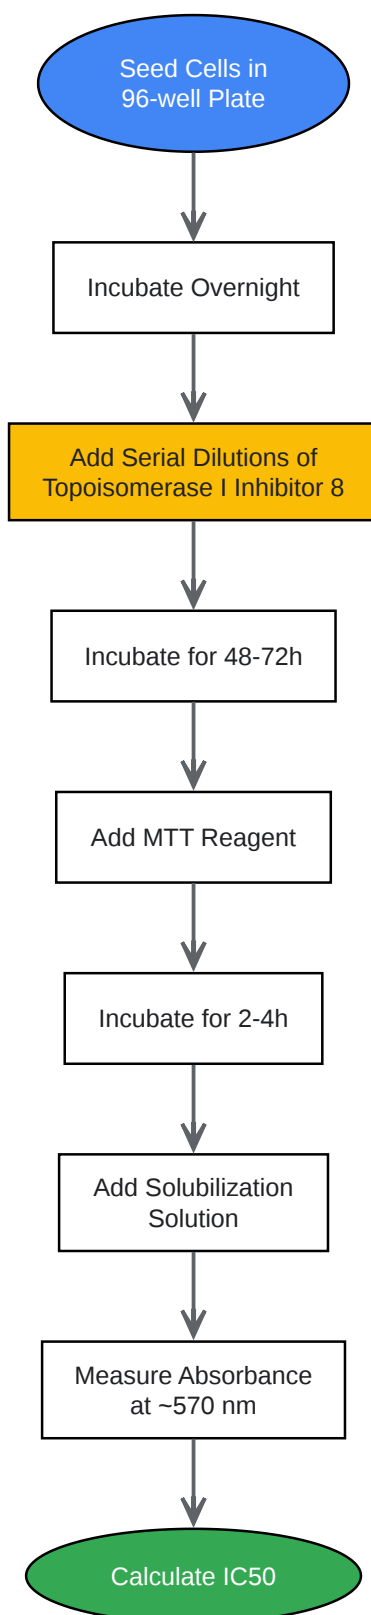 Seed Cells in
96-well Plate
Incubate Overnight
Add Serial Dilutions of
Topoisomerase I Inhibitor 8
Incubate for 48-72h
Add MTT Reagent
Incubate for 2-4h
Add Solubilization
Solution
Measure Absorbance
at ~570 nm
Calculate IC50